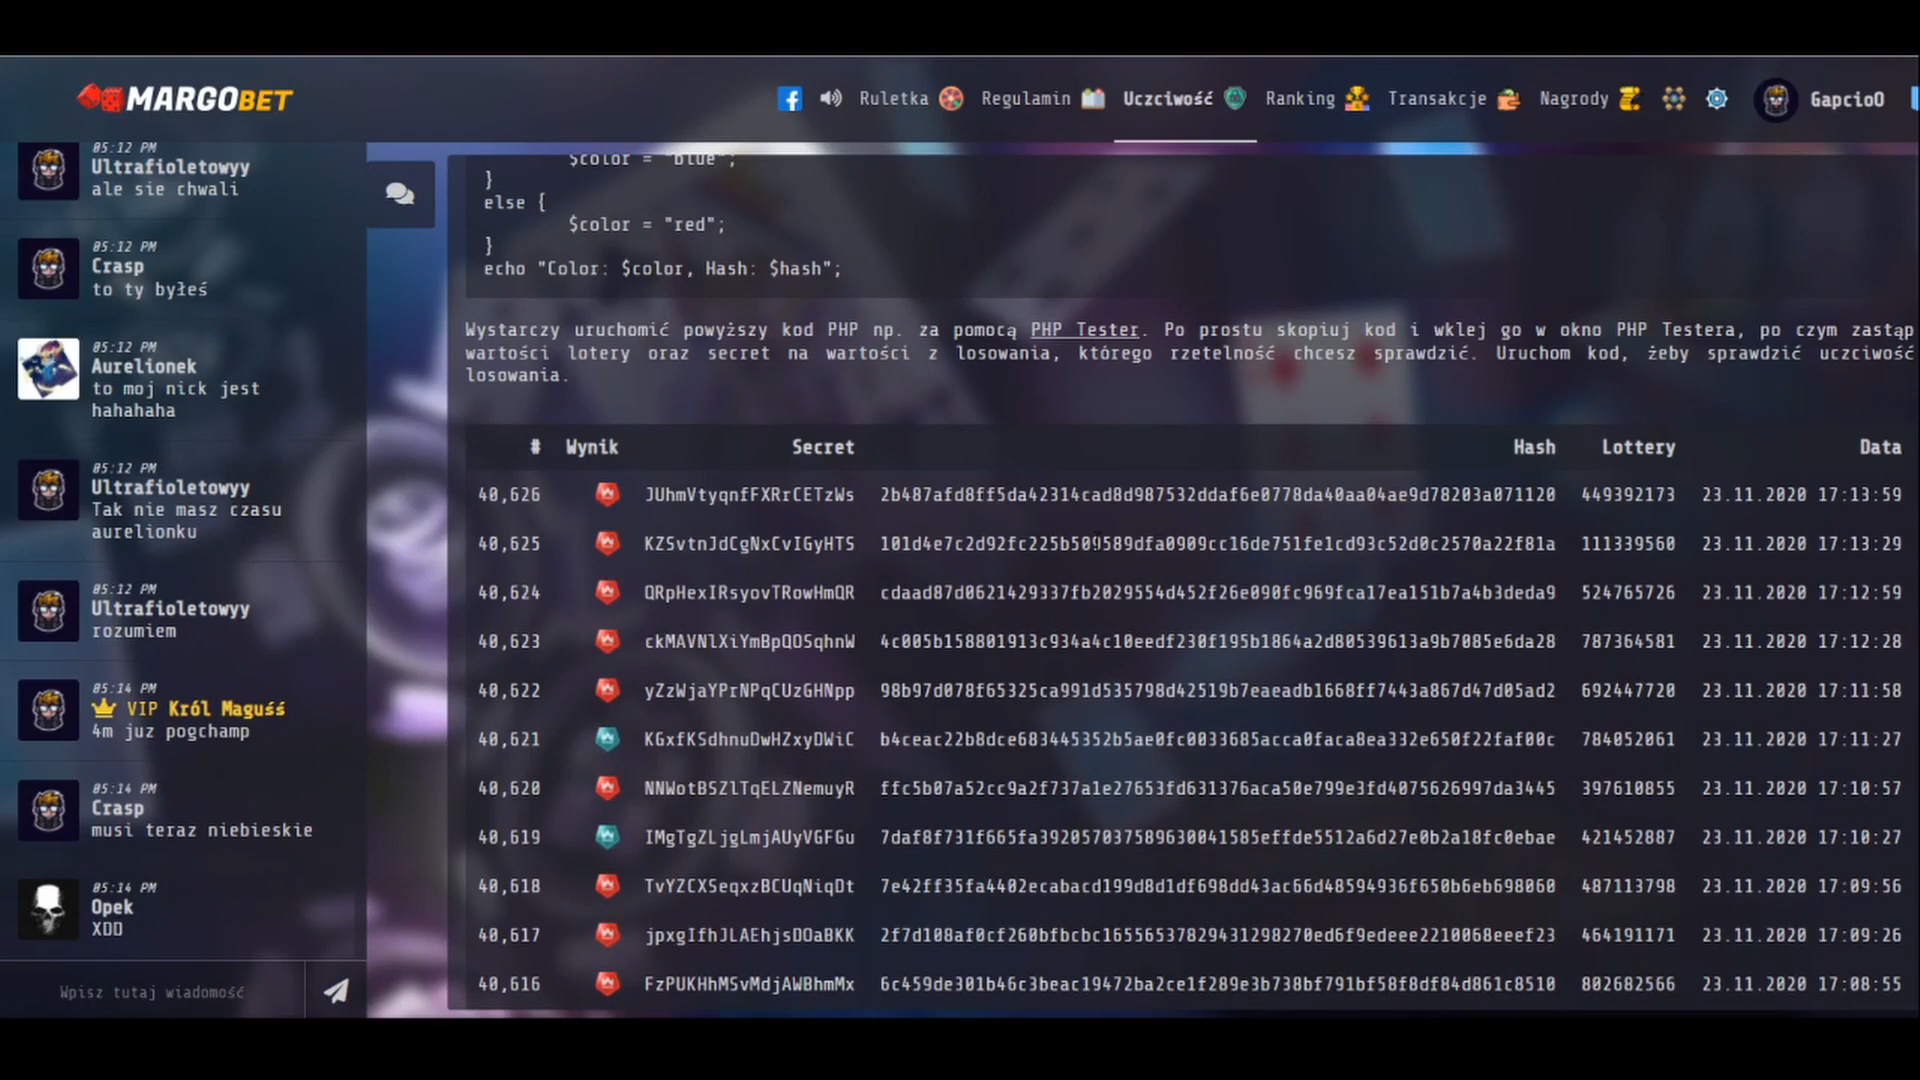 MARGOBET
Ruletka
Regulamin
Uczciwość
Ranking
Transakcje
Nagrody
GapcioO
05:12 PM
Ultrafioletowyy
ale sie chwali
05:12 PM
Crasp
to ty byłeś
05:12 PM
Aurelionek
to moj nick jest
hahahaha
05:12 PM
Ultrafioletowyy
Tak nie masz czasu
aurelionku
05:12 PM
Ultrafioletowyy
rozumiem
05:14 PM
VIP Król Maguśś
4m juz pogchamp
05:14 PM
Crasp
musi teraz niebieskie
05:14 PM
Opek
XDD
Wpisz tutaj wiadomość
$color = "blue";
}
else {
$color = "red";
}
echo "Color: $color, Hash: $hash";
Wystarczy uruchomić powyższy kod PHP np. za pomocą PHP Tester. Po prostu skopiuj kod i wklej go w okno PHP Testera, po czym zastąp
wartości lotery oraz secret na wartości z losowania, którego rzetelność chcesz sprawdzić. Uruchom kod, żeby sprawdzić uczciwość
losowania.
# Wynik Secret Hash Lottery Data
40,626 JUhmVtyqnfFXRrCETzWs 2b487afd8ff5da42314cad8d987532ddaf6e0778da40aa04ae9d78203a071120 449392173 23.11.2020 17:13:59
40,625 KZSvtnJdCgNxCvIGyHTS 101d4e7c2d92fc225b509589dfa0909cc16de751fe1cd93c52d0c2570a22f81a 111339560 23.11.2020 17:13:29
40,624 QRpHexIRsyovTRowHmQR cdaad87d0621429337fb2029554d452f26e090fc969fca17ea151b7a4b3deda9 524765726 23.11.2020 17:12:59
40,623 ckMAVNlXiYmBpQOSqhnW 4c005b158801913c934a4c10eedf230f195b1864a2d80539613a9b7085e6da28 787364581 23.11.2020 17:12:28
40,622 yZzWjaYPrNPqCUzGHNpp 98b97d078f65325ca991d535798d42519b7eaeadb1668ff7443a867d47d05ad2 692447720 23.11.2020 17:11:58
40,621 KGxfKSdhnuDwHZxyDWiC b4ceac22b8dce683445352b5ae0fc0033685acca0faca8ea332e650f22faf00c 784052061 23.11.2020 17:11:27
40,620 NNWotBSZlTqELZNemuyR ffc5b07a52cc9a2f737a1e27653fd631376aca50e799e3fd4075626997da3445 397610855 23.11.2020 17:10:57
40,619 IMgTgZLjgLmjAUyVGFGu 7daf8f731f665fa392057037589630041585effde5512a6d27e0b2a18fc0ebae 421452887 23.11.2020 17:10:27
40,618 TvYZCXSeqxzBCUqNiqDt 7e42ff35fa4402ecabacd199d8d1df698dd43ac66d48594936f650b6eb698060 487113798 23.11.2020 17:09:56
40,617 jpxgIfhJLAEhjsDOaBKK 2f7d108af0cf260bfbcbc16556537829431298270ed6f9edeee2210068eeef23 464191171 23.11.2020 17:09:26
40,616 FzPUKHhMSvMdjAWBhmMx 6c459de301b46c3beac19472ba2ce1f289e3b738bf791bf58f8df84d861c8510 802682566 23.11.2020 17:08:55